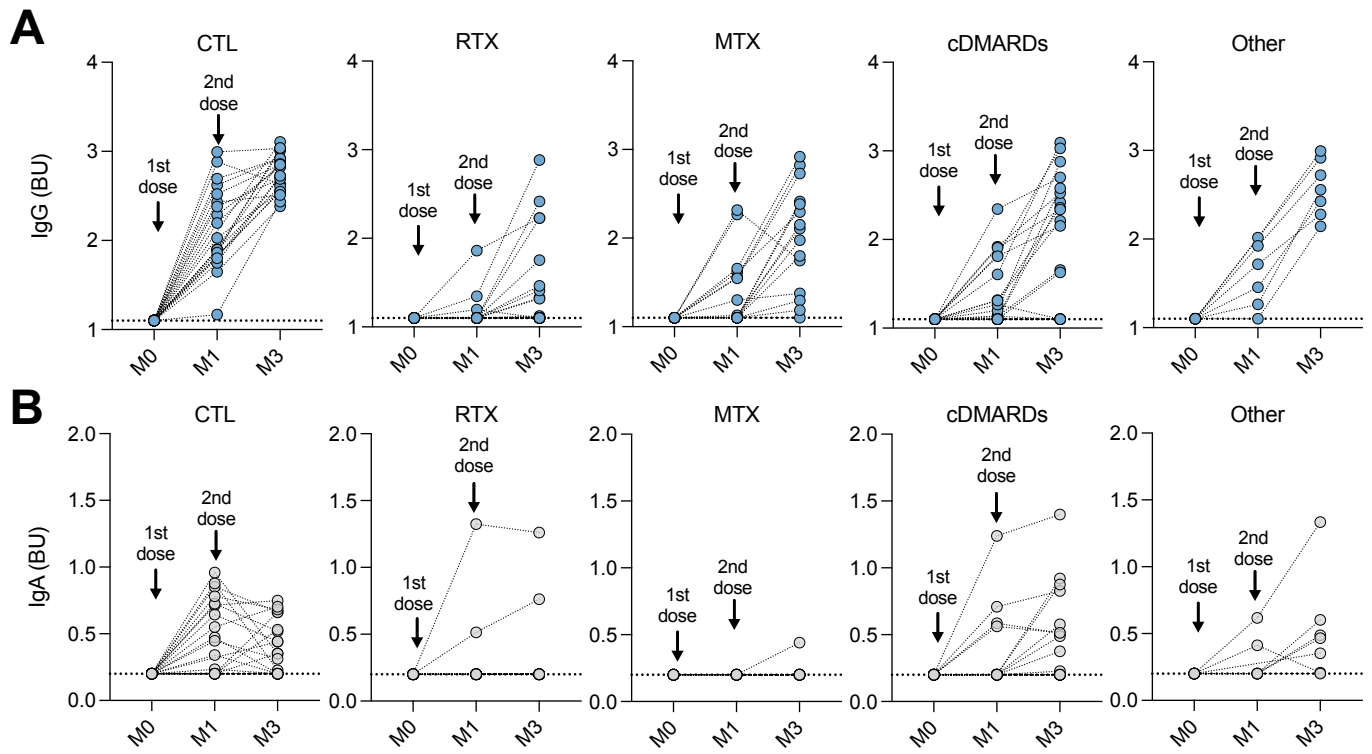 A
CTL
RTX
MTX
cDMARDs
Other
IgG (BU)
4
3
2
1
1st
dose
2nd
dose
M0
M1
M3
4
3
2
1
1st
dose
2nd
dose
M0
M1
M3
4
3
2
1
1st
dose
2nd
dose
M0
M1
M3
4
3
2
1
1st
dose
2nd
dose
M0
M1
M3
4
3
2
1
1st
dose
2nd
dose
M0
M1
M3
B
CTL
RTX
MTX
cDMARDs
Other
IgA (BU)
2.0
1.5
1.0
0.5
0.0
1st
dose
2nd
dose
M0
M1
M3
2.0
1.5
1.0
0.5
0.0
1st
dose
2nd
dose
M0
M1
M3
2.0
1.5
1.0
0.5
0.0
1st
dose
2nd
dose
M0
M1
M3
2.0
1.5
1.0
0.5
0.0
1st
dose
2nd
dose
M0
M1
M3
2.0
1.5
1.0
0.5
0.0
1st
dose
2nd
dose
M0
M1
M3